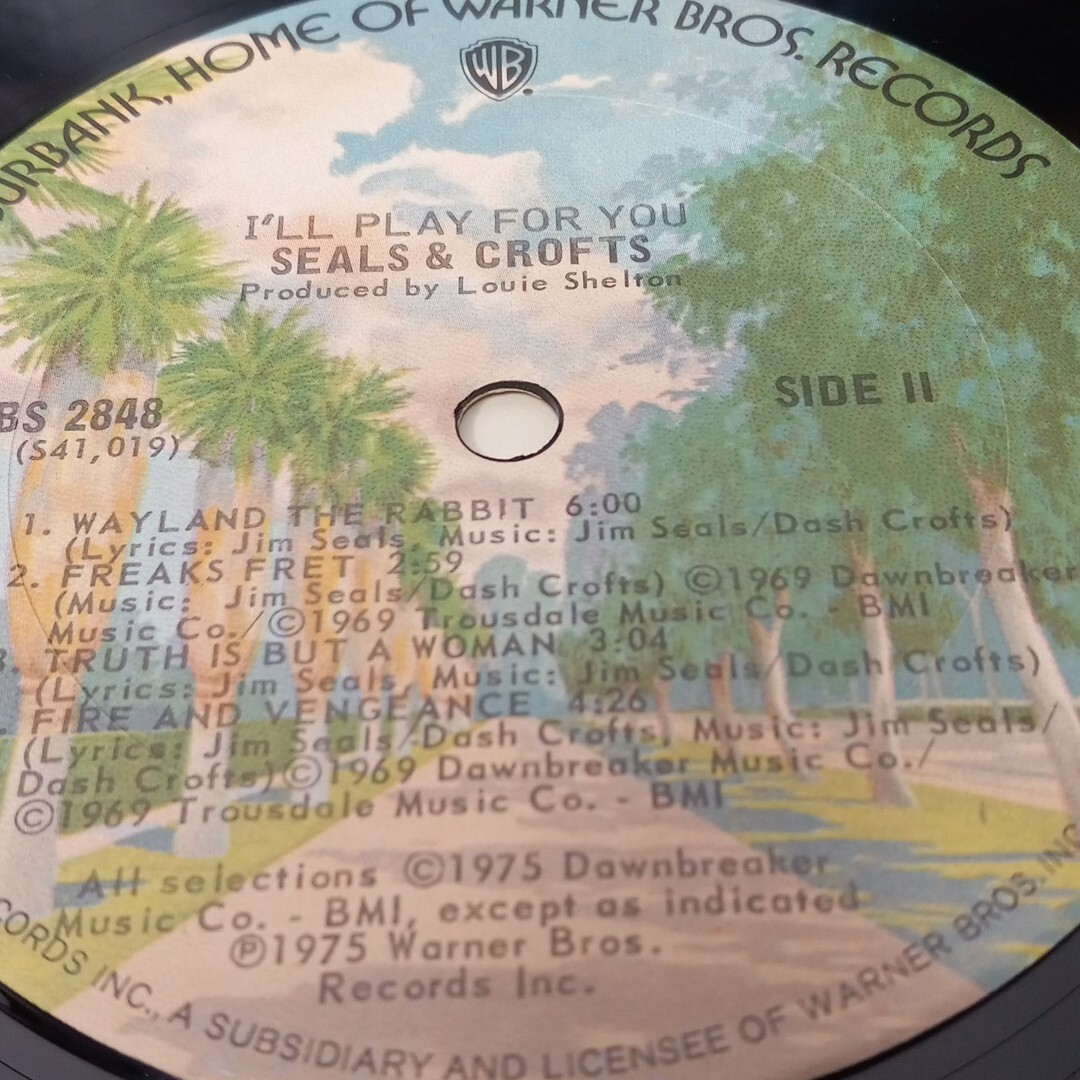 URBANK, HOME OF WARNER BROS. RECORDS
WB
I'LL PLAY FOR YOU
SEALS & CROFTS
Produced by Louie Shelton
BS 2848
(S41,019)
SIDE II
1. WAYLAND THE RABBIT 6:00
(Lyrics: Jim Seals, Music: Jim Seals/Dash Crofts)
2. FREAKS FRET 2:59
(Music: Jim Seals/Dash Crofts) ©1969 Dawnbreaker
Music Co./©1969 Trousdale Music Co. - BMI
3. TRUTH IS BUT A WOMAN 3:04
(Lyrics: Jim Seals, Music: Jim Seals/Dash Crofts)
. FIRE AND VENGEANCE 4:26
(Lyrics: Jim Seals/Dash Crofts, Music: Jim Seals/
Dash Crofts)©1969 Dawnbreaker Music Co./
©1969 Trousdale Music Co. - BMI
All selections ©1975 Dawnbreaker
Music Co. - BMI, except as indicated
℗1975 Warner Bros.
Records Inc.
CORDS INC., A SUBSIDIARY AND LICENSEE OF WARNER BROS. INC